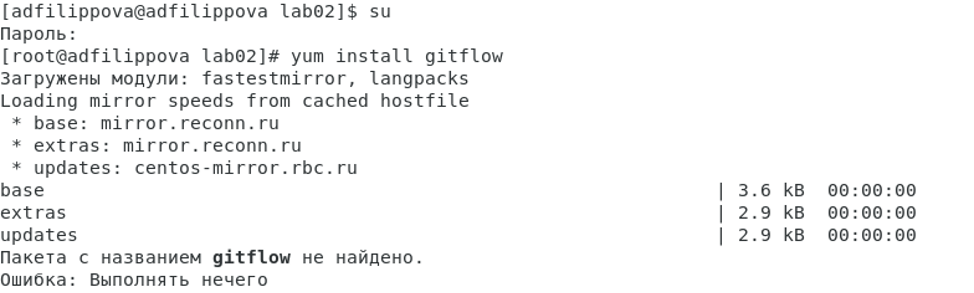 [adfilippova@adfilippova lab02]$ su
Пароль:
[root@adfilippova lab02]# yum install gitflow
Загружены модули: fastestmirror, langpacks
Loading mirror speeds from cached hostfile
 * base: mirror.reconn.ru
 * extras: mirror.reconn.ru
 * updates: centos-mirror.rbc.ru
base | 3.6 kB 00:00:00
extras | 2.9 kB 00:00:00
updates | 2.9 kB 00:00:00
Пакета с названием gitflow не найдено.
Ошибка: Выполнять нечего